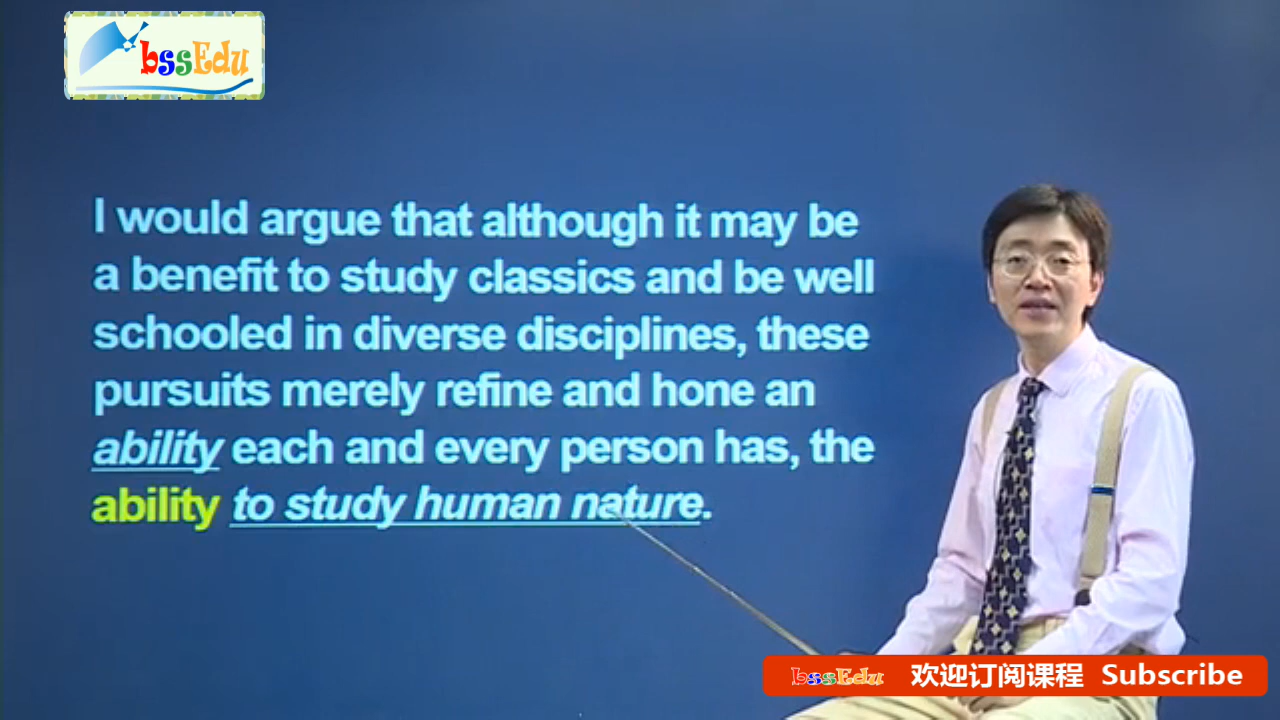 bssEdu
I would argue that although it may be
a benefit to study classics and be well
schooled in diverse disciplines, these
pursuits merely refine and hone an
ability each and every person has, the
ability to study human nature.
bssEdu 欢迎订阅课程 Subscribe